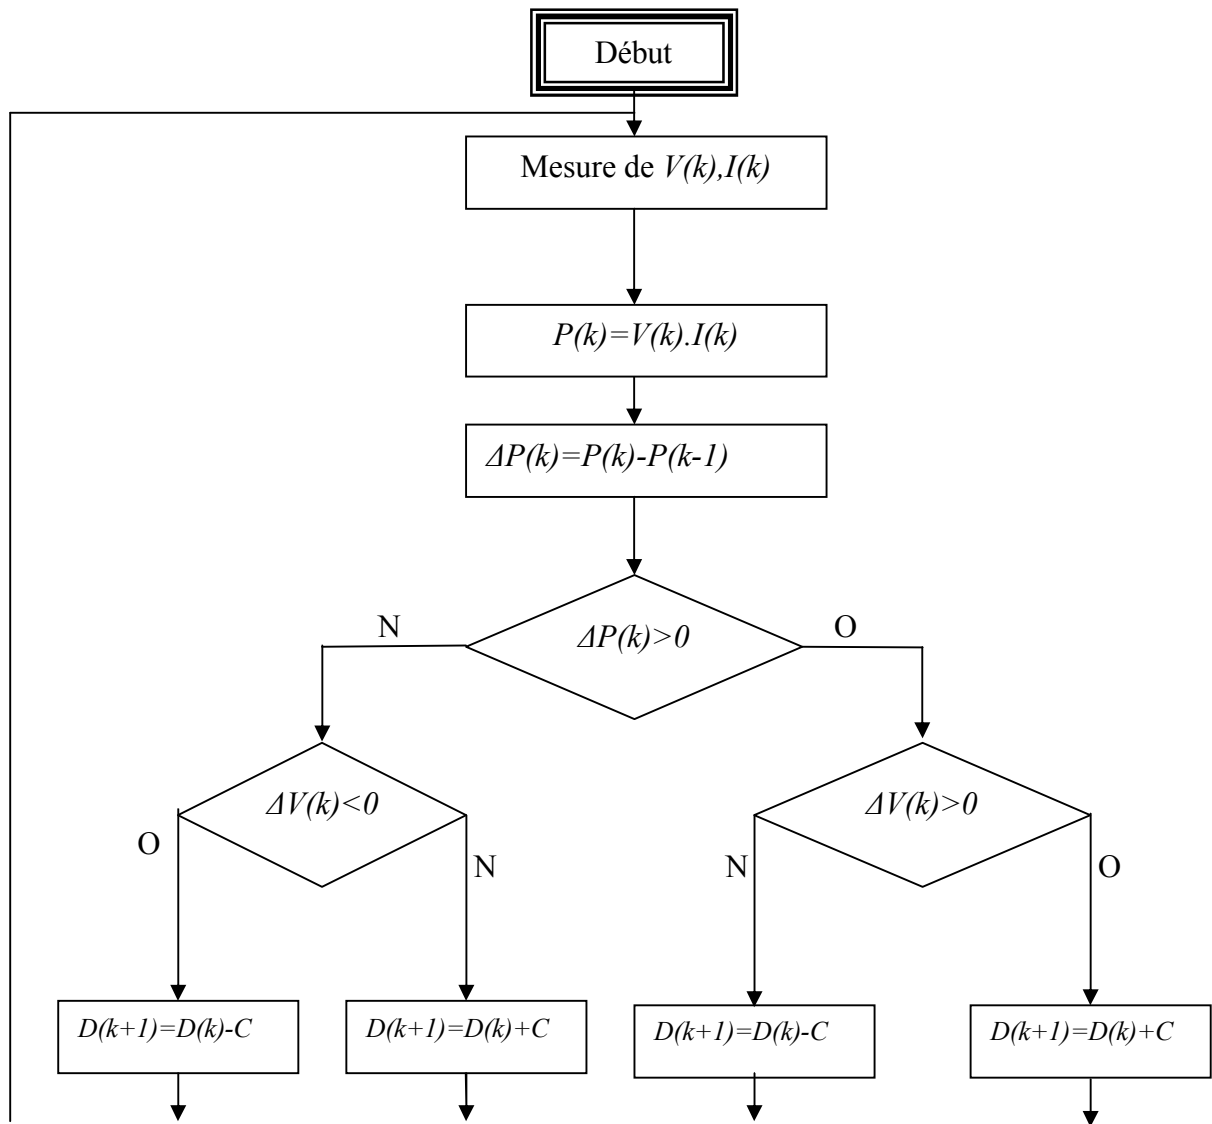 Début
Mesure de V(k),I(k)
P(k)=V(k).I(k)
ΔP(k)=P(k)-P(k-1)
N
ΔP(k)>0
O
ΔV(k)<0
ΔV(k)>0
O
N
N
O
D(k+1)=D(k)-C
D(k+1)=D(k)+C
D(k+1)=D(k)-C
D(k+1)=D(k)+C